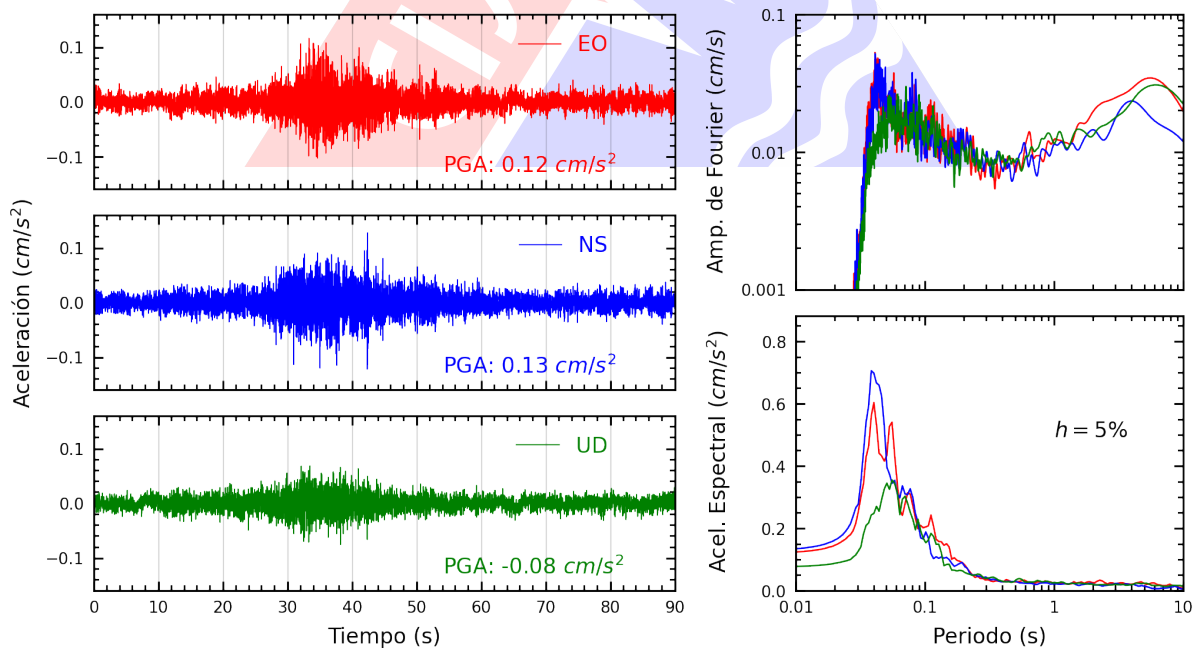 Aceleración (cm/s²)
0.1
0.0
−0.1
EO
PGA: 0.12 cm/s²
0.1
0.0
−0.1
NS
PGA: 0.13 cm/s²
0.1
0.0
−0.1
UD
PGA: -0.08 cm/s²
0 10 20 30 40 50 60 70 80 90
Tiempo (s)
Amp. de Fourier (cm/s)
0.1
0.01
0.001
Acel. Espectral (cm/s²)
0.8
0.6
0.4
0.2
0.0
h = 5%
0.01 0.1 1 10
Periodo (s)